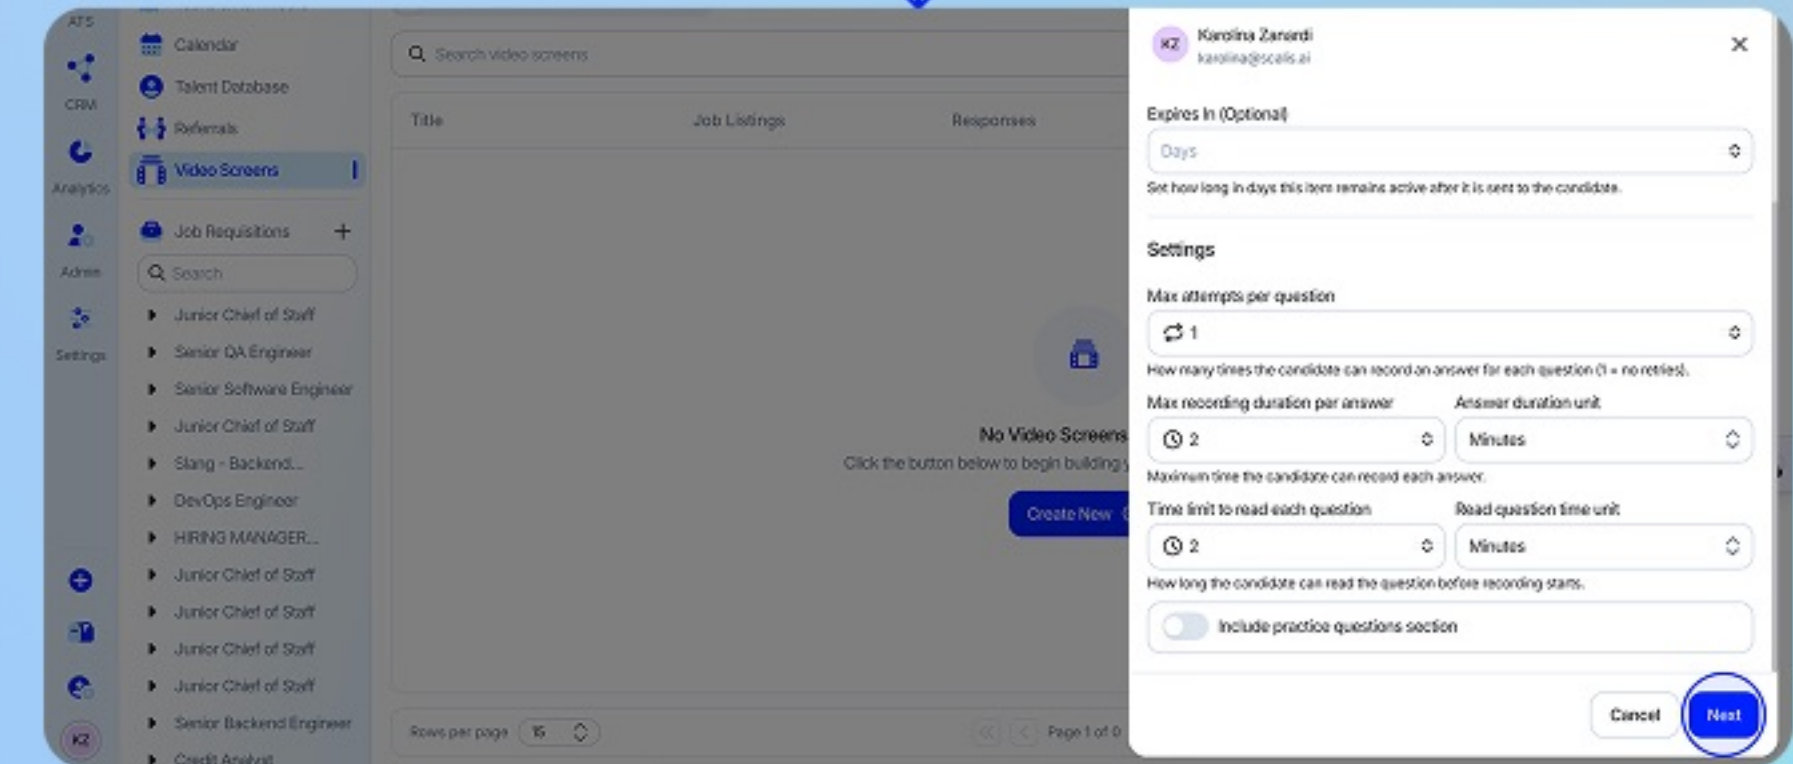 ATS
CRM
Analytics
Admin
Settings
KZ
Calendar
Talent Database
Referrals
Video Screens
Job Requisitions
Search
Junior Chief of Staff
Senior QA Engineer
Senior Software Engineer
Junior Chief of Staff
Slang - Backend...
DevOps Engineer
HIRING MANAGER...
Junior Chief of Staff
Junior Chief of Staff
Junior Chief of Staff
Junior Chief of Staff
Senior Backend Engineer
Credit Analyst
Search video screens
Title Job Listings Responses
No Video Screens
Click the button below to begin building
Create New
Rows per page 15 Page 1 of 0
KZ Karolina Zanardi
karolina@scalis.ai
Expires In (Optional)
Days
Set how long in days this item remains active after it is sent to the candidate.
Settings
Max attempts per question
1
How many times the candidate can record an answer for each question (1 = no retries).
Max recording duration per answer Answer duration unit
2 Minutes
Maximum time the candidate can record each answer.
Time limit to read each question Read question time unit
2 Minutes
How long the candidate can read the question before recording starts.
Include practice questions section
Cancel Next